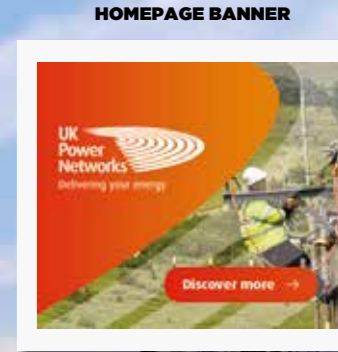 HOMEPAGE BANNER
UK
Power
Networks
Delivering your energy
Discover more →